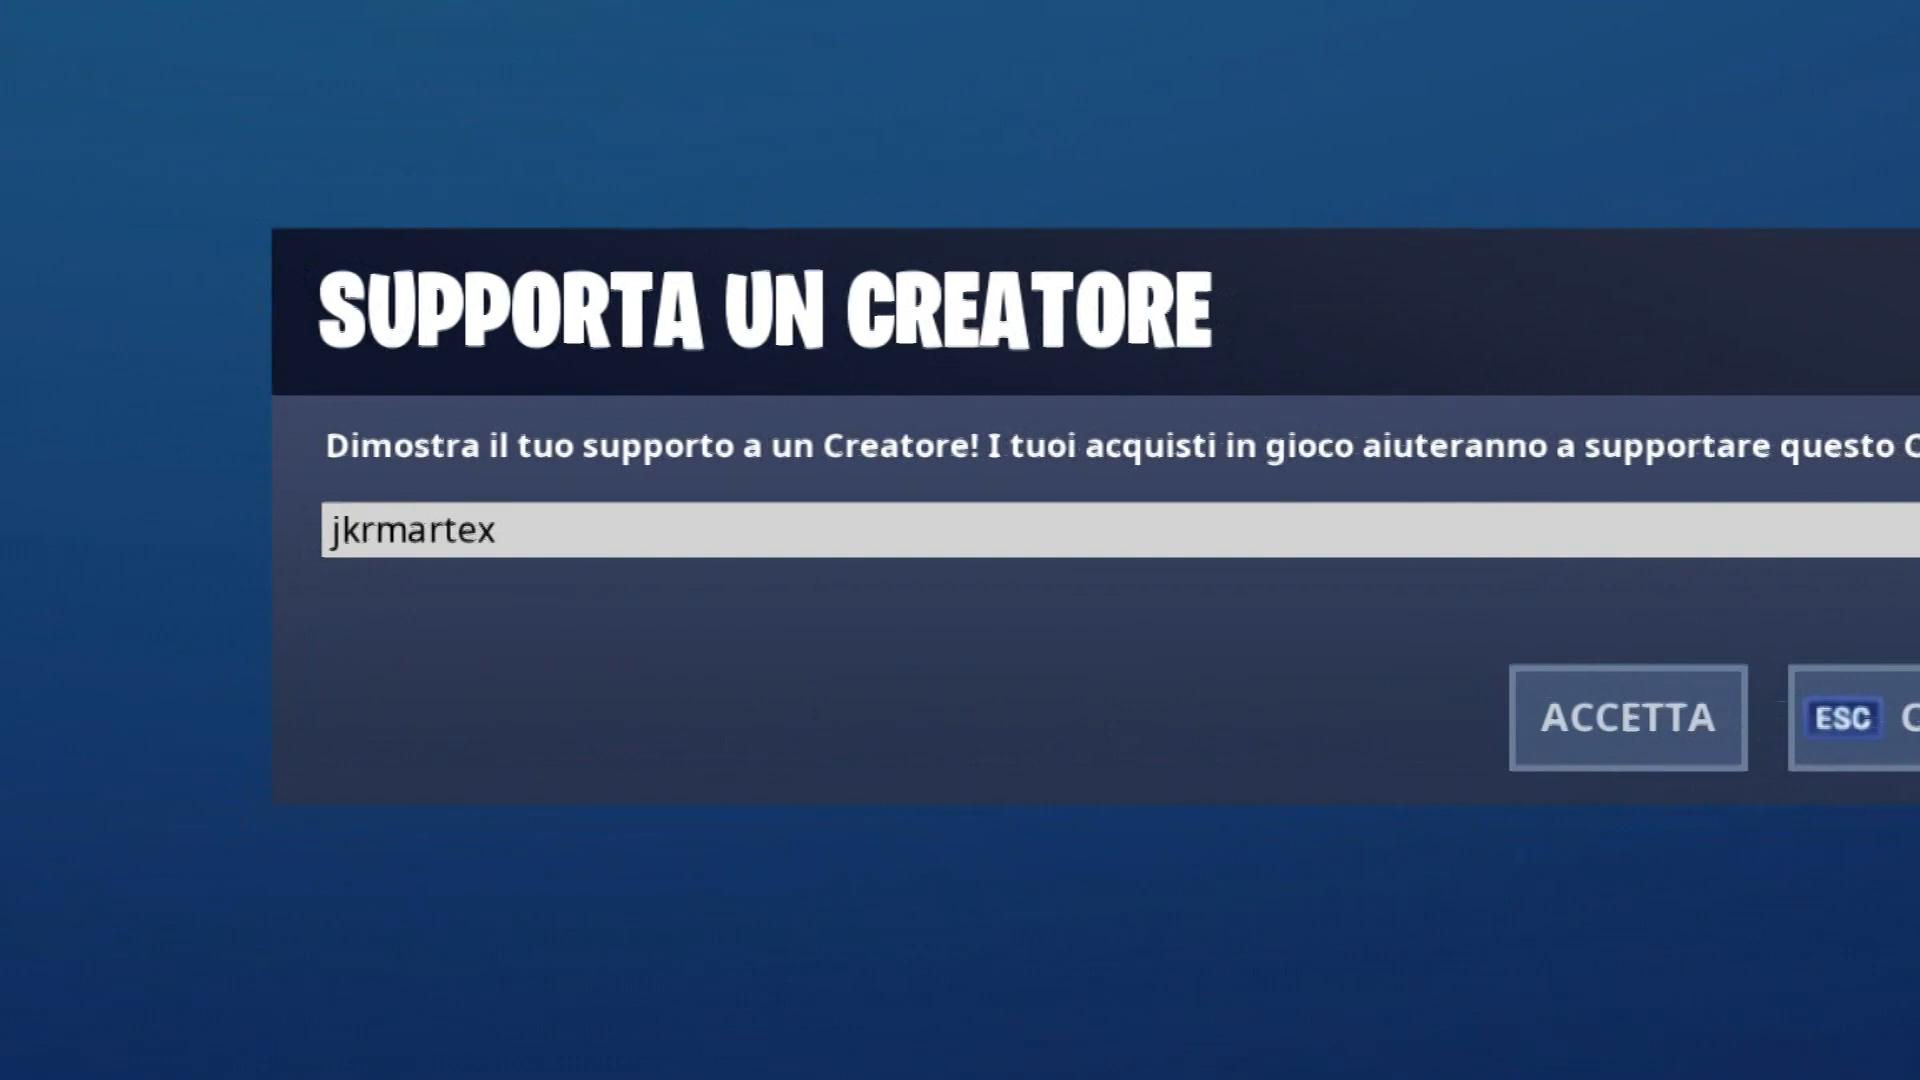 SUPPORTA UN CREATORE
Dimostra il tuo supporto a un Creatore! I tuoi acquisti in gioco aiuteranno a supportare questo
jkrmartex
ACCETTA
ESC